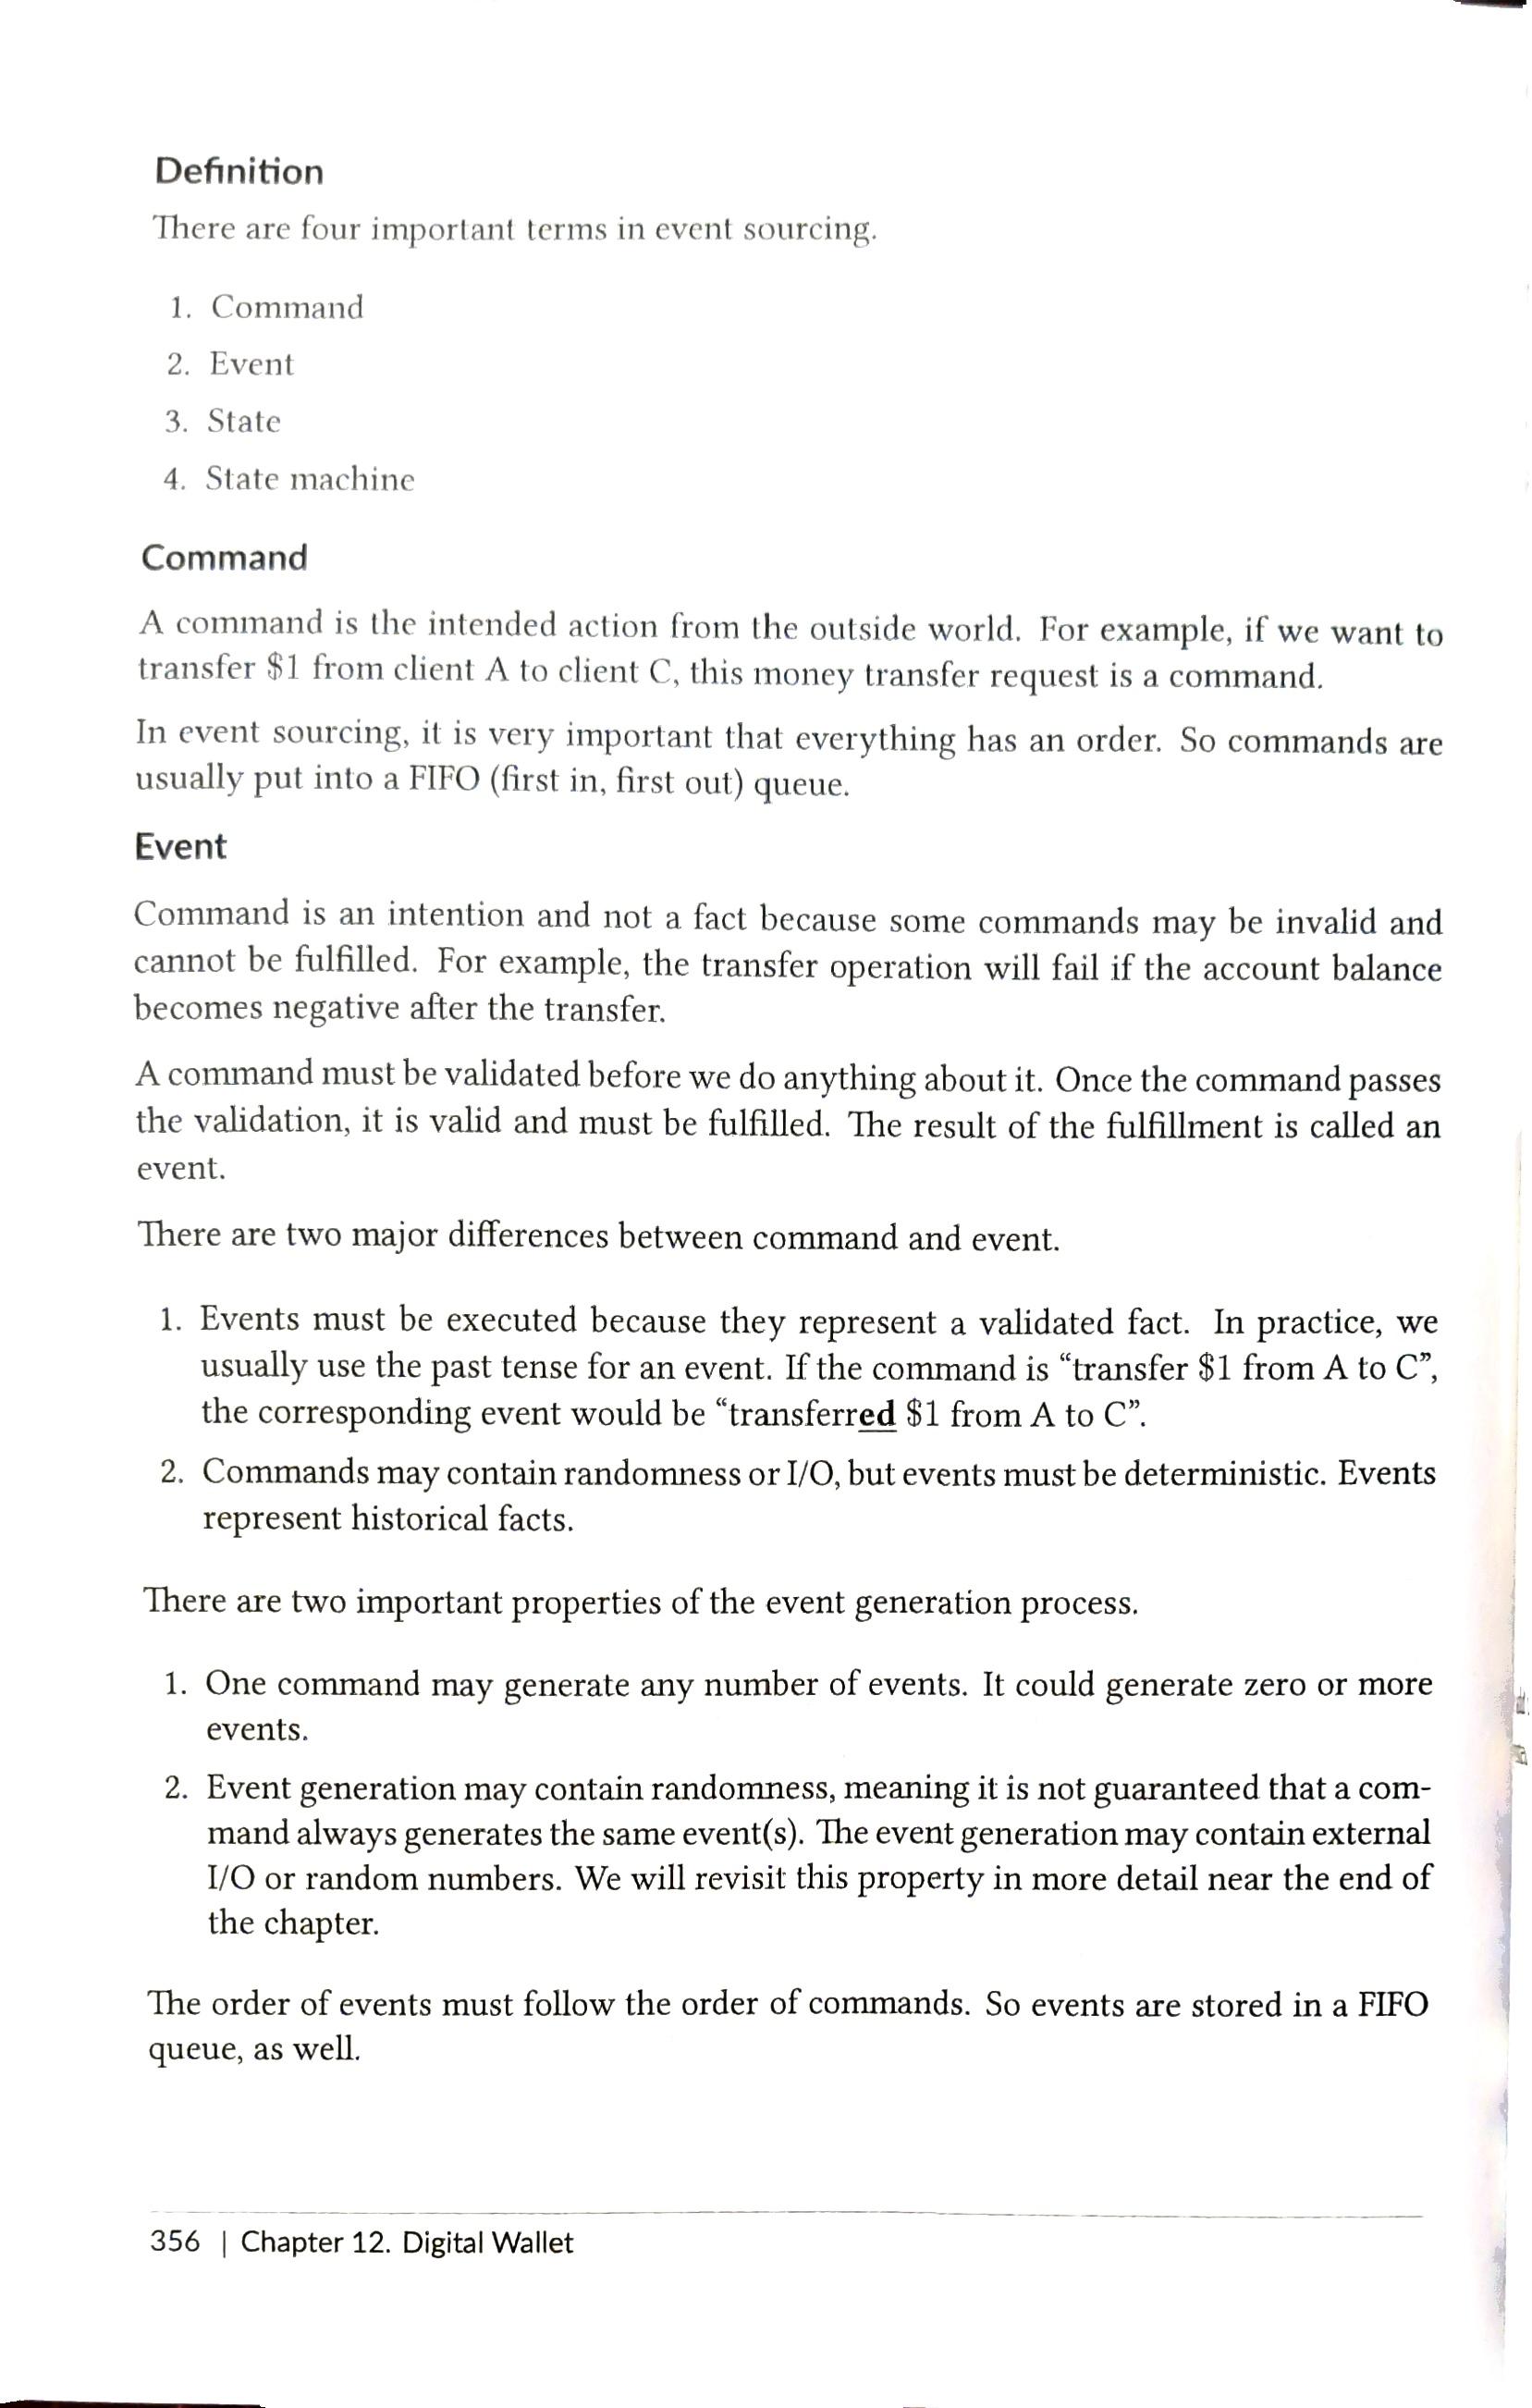 Definition
There are four important terms in event sourcing.
1. Command
2. Event
3. State
4. State machine
Command
A command is the intended action from the outside world. For example, if we want to
transfer $1 from client A to client C, this money transfer request is a command.
In event sourcing, it is very important that everything has an order. So commands are
usually put into a FIFO (first in, first out) queue.
Event
Command is an intention and not a fact because some commands may be invalid and
cannot be fulfilled. For example, the transfer operation will fail if the account balance
becomes negative after the transfer.
A command must be validated before we do anything about it. Once the command passes
the validation, it is valid and must be fulfilled. The result of the fulfillment is called an
event.
There are two major differences between command and event.
1. Events must be executed because they represent a validated fact. In practice, we
usually use the past tense for an event. If the command is “transfer $1 from A to C”,
the corresponding event would be “transferred $1 from A to C”.
2. Commands may contain randomness or I/O, but events must be deterministic. Events
represent historical facts.
There are two important properties of the event generation process.
1. One command may generate any number of events. It could generate zero or more
events.
2. Event generation may contain randomness, meaning it is not guaranteed that a com-
mand always generates the same event(s). The event generation may contain external
I/O or random numbers. We will revisit this property in more detail near the end of
the chapter.
The order of events must follow the order of commands. So events are stored in a FIFO
queue, as well.
356 | Chapter 12. Digital Wallet